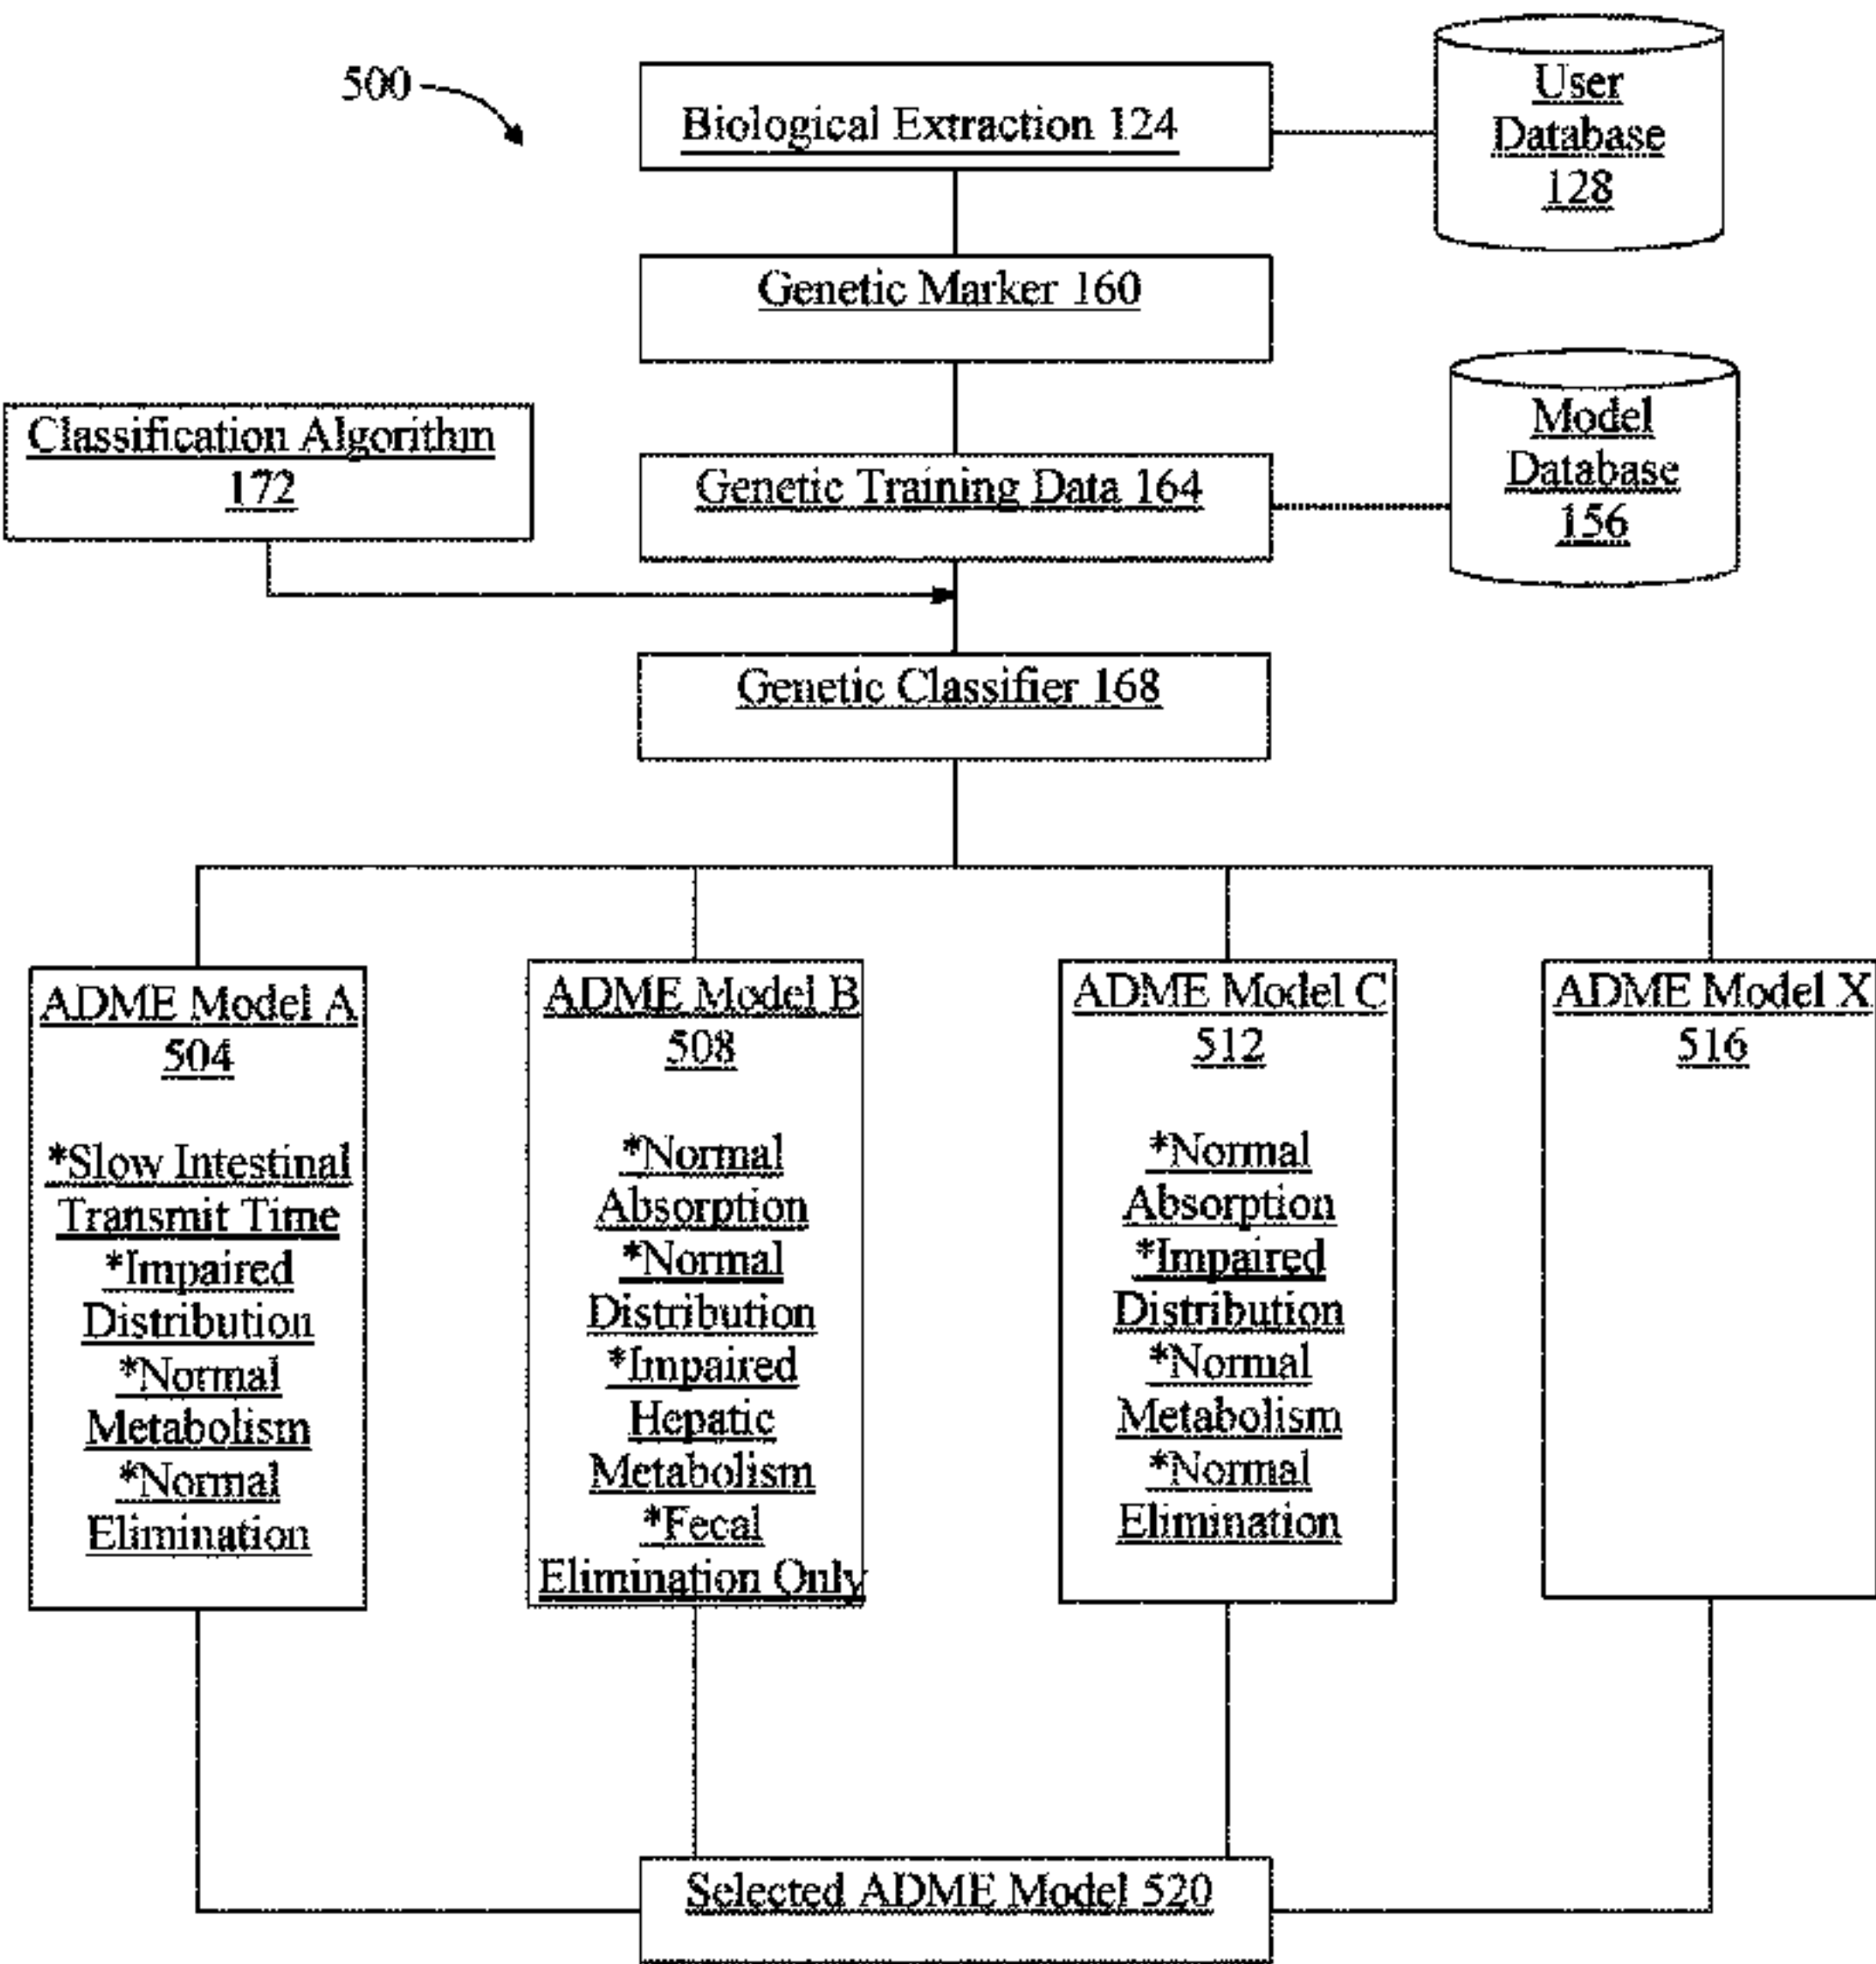 500
Biological Extraction 124
User
Database
128
Genetic Marker 160
Classification Algorithm
172
Genetic Training Data 164
Model
Database
156
Genetic Classifier 168
ADME Model A
504
*Slow Intestinal
Transmit Time
*Impaired
Distribution
*Normal
Metabolism
*Normal
Elimination
ADME Model B
508
*Normal
Absorption
*Normal
Distribution
*Impaired
Hepatic
Metabolism
*Fecal
Elimination Only
ADME Model C
512
*Normal
Absorption
*Impaired
Distribution
*Normal
Metabolism
*Normal
Elimination
ADME Model X
516
Selected ADME Model 520